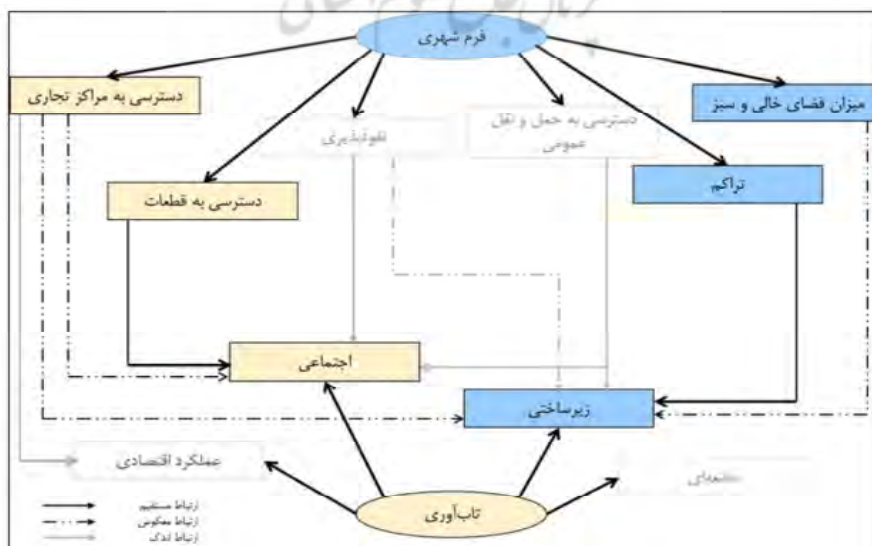 فرم شهری
دسترسی به مراکز تجاری
میزان فضای خالی و سبز
نفوذپذیری
دسترسی به حمل و نقل
عمومی
تراکم
دسترسی به قطعات
اجتماعی
زیرساختی
عملکرد اقتصادی
تاب‌آوری
ارتباط مستقیم
ارتباط معکوس
ارتباط اندک